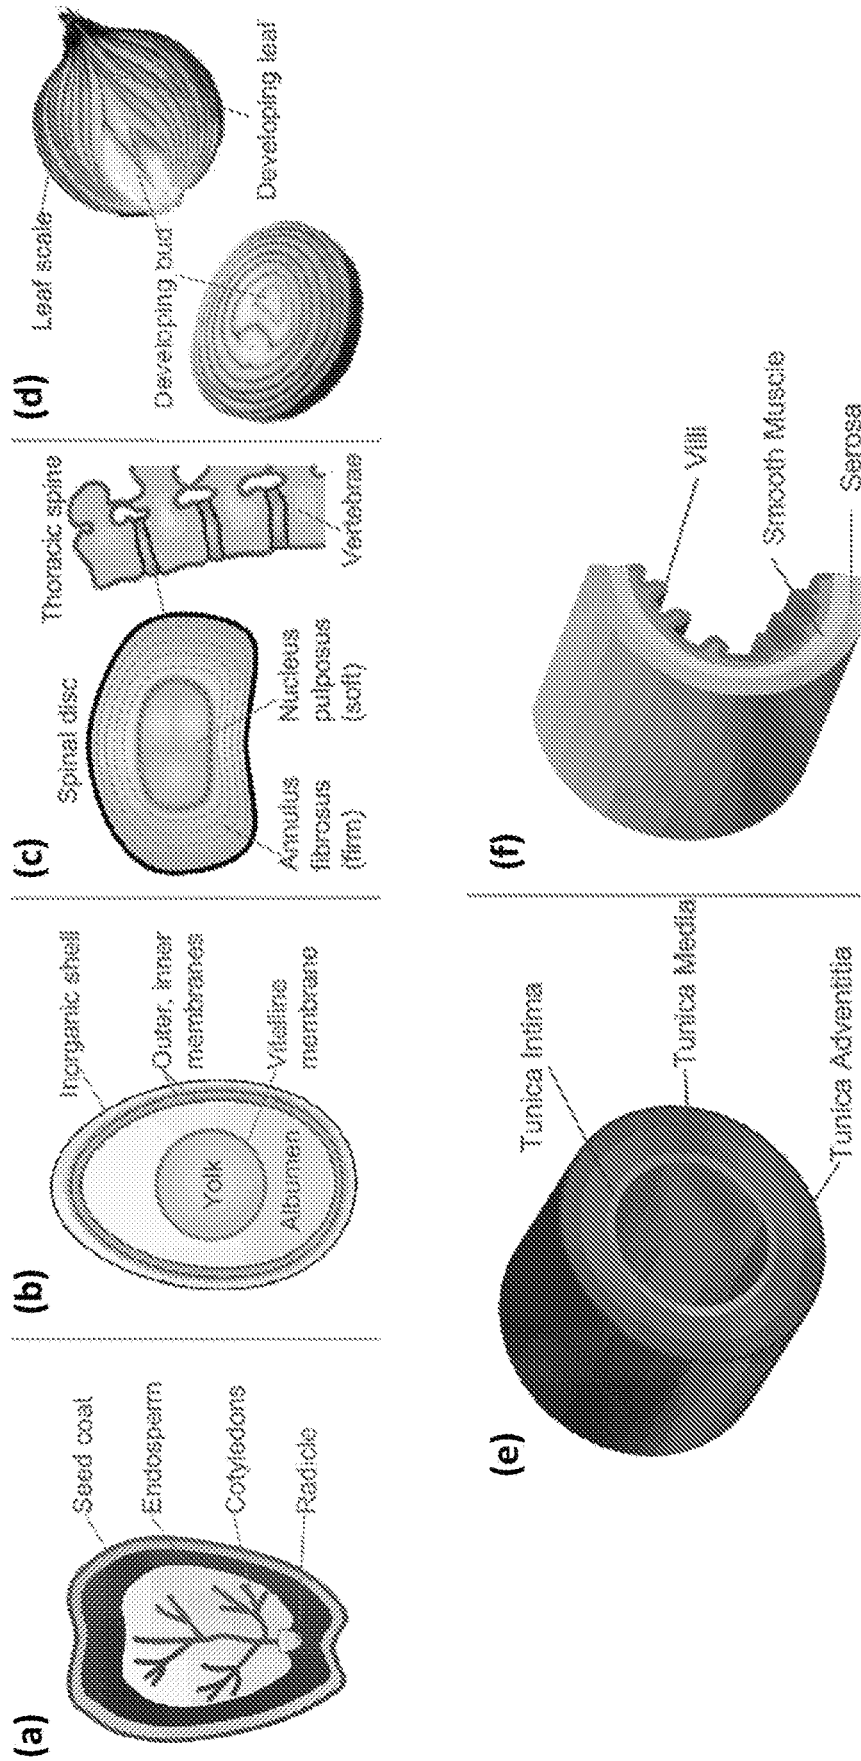 (a)
Seed coat
Endosperm
Cotyledons
Radicle
(b)
Inorganic shell
Outer, inner
membranes
Vitelline
membrane
Yolk
Albumen
(c)
Spinal disc
Thoracic spine
Annulus
fibrosus
(firm)
Nucleus
pulposus
(soft)
Vertebrae
(d)
Leaf scale
Developing bud
Developing leaf
(e)
Tunica Intima
Tunica Media
Tunica Adventitia
(f)
Villi
Smooth Muscle
Serosa